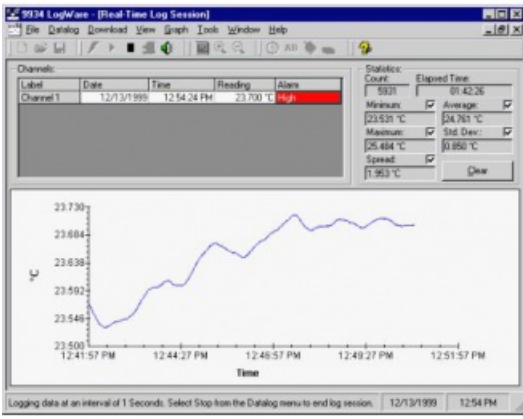 9934 LogWare - [Real-Time Log Session]
File Datalog Download View Graph Tools Window Help
Channels:
Label Date Time Reading Alarm
Channel 1 12/13/1999 12:54:24 PM 23.700 °C High
Statistics:
Count: Elapsed Time:
5931 01:42:26
Minimum: Average:
23.531 °C 24.761 °C
Maximum: Std. Dev.:
25.484 °C 0.850 °C
Spread:
1.953 °C Clear
23.730
23.684
23.638
°C
23.592
23.546
23.500
12:41:57 PM 12:44:27 PM 12:46:57 PM 12:49:27 PM 12:51:57 PM
Time
Logging data at an interval of 1 Seconds. Select Stop from the Datalog menu to end log session. 12/13/1999 12:54 PM